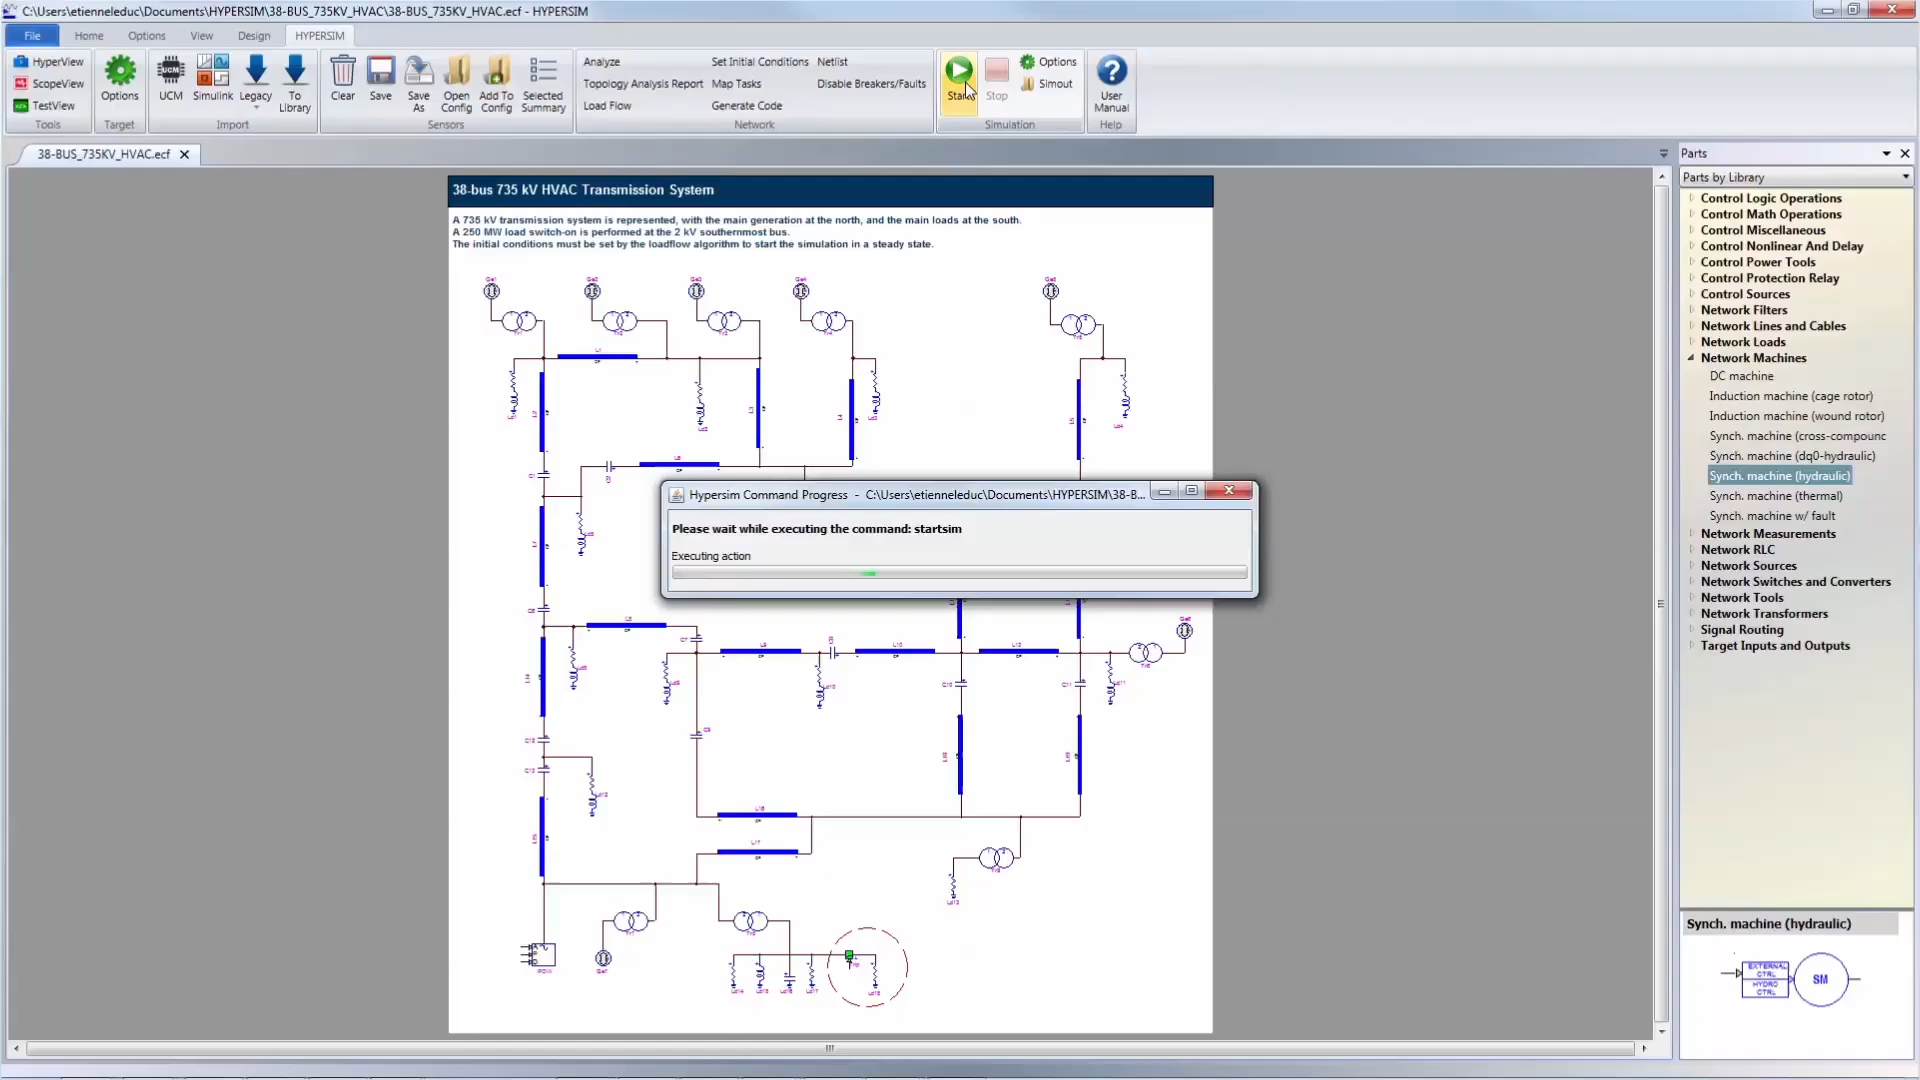 C:\Users\etienneleduc\Documents\HYPERSIM\38-BUS_735KV_HVAC\38-BUS_735KV_HVAC.ecf - HYPERSIM
File Home Options View Design HYPERSIM
HyperView
ScopeView
TestView
Tools
Options
Target
UCM Simulink Legacy To Library
Import
Clear Save Save As Open Config Add To Config Selected Summary
Sensors
Analyze Set Initial Conditions Netlist
Topology Analysis Report Map Tasks Disable Breakers/Faults
Load Flow Generate Code
Network
Start Stop
Options
Simout
Simulation
User Manual
Help
38-BUS_735KV_HVAC.ecf
38-bus 735 kV HVAC Transmission System
A 735 kV transmission system is represented, with the main generation at the north, and the main loads at the south.
A 250 MW load switch-on is performed at the 2 kV southernmost bus.
The initial conditions must be set by the loadflow algorithm to start the simulation in a steady state.
Hypersim Command Progress - C:\Users\etienneleduc\Documents\HYPERSIM\38-B...
Please wait while executing the command: startsim
Executing action
Parts
Parts by Library
Control Logic Operations
Control Math Operations
Control Miscellaneous
Control Nonlinear And Delay
Control Power Tools
Control Protection Relay
Control Sources
Network Filters
Network Lines and Cables
Network Loads
Network Machines
DC machine
Induction machine (cage rotor)
Induction machine (wound rotor)
Synch. machine (cross-compounc
Synch. machine (dq0-hydraulic)
Synch. machine (hydraulic)
Synch. machine (thermal)
Synch. machine w/ fault
Network Measurements
Network RLC
Network Sources
Network Switches and Converters
Network Tools
Network Transformers
Signal Routing
Target Inputs and Outputs
Synch. machine (hydraulic)
EXTERNAL
CTRL
HYDRO
CTRL
SM